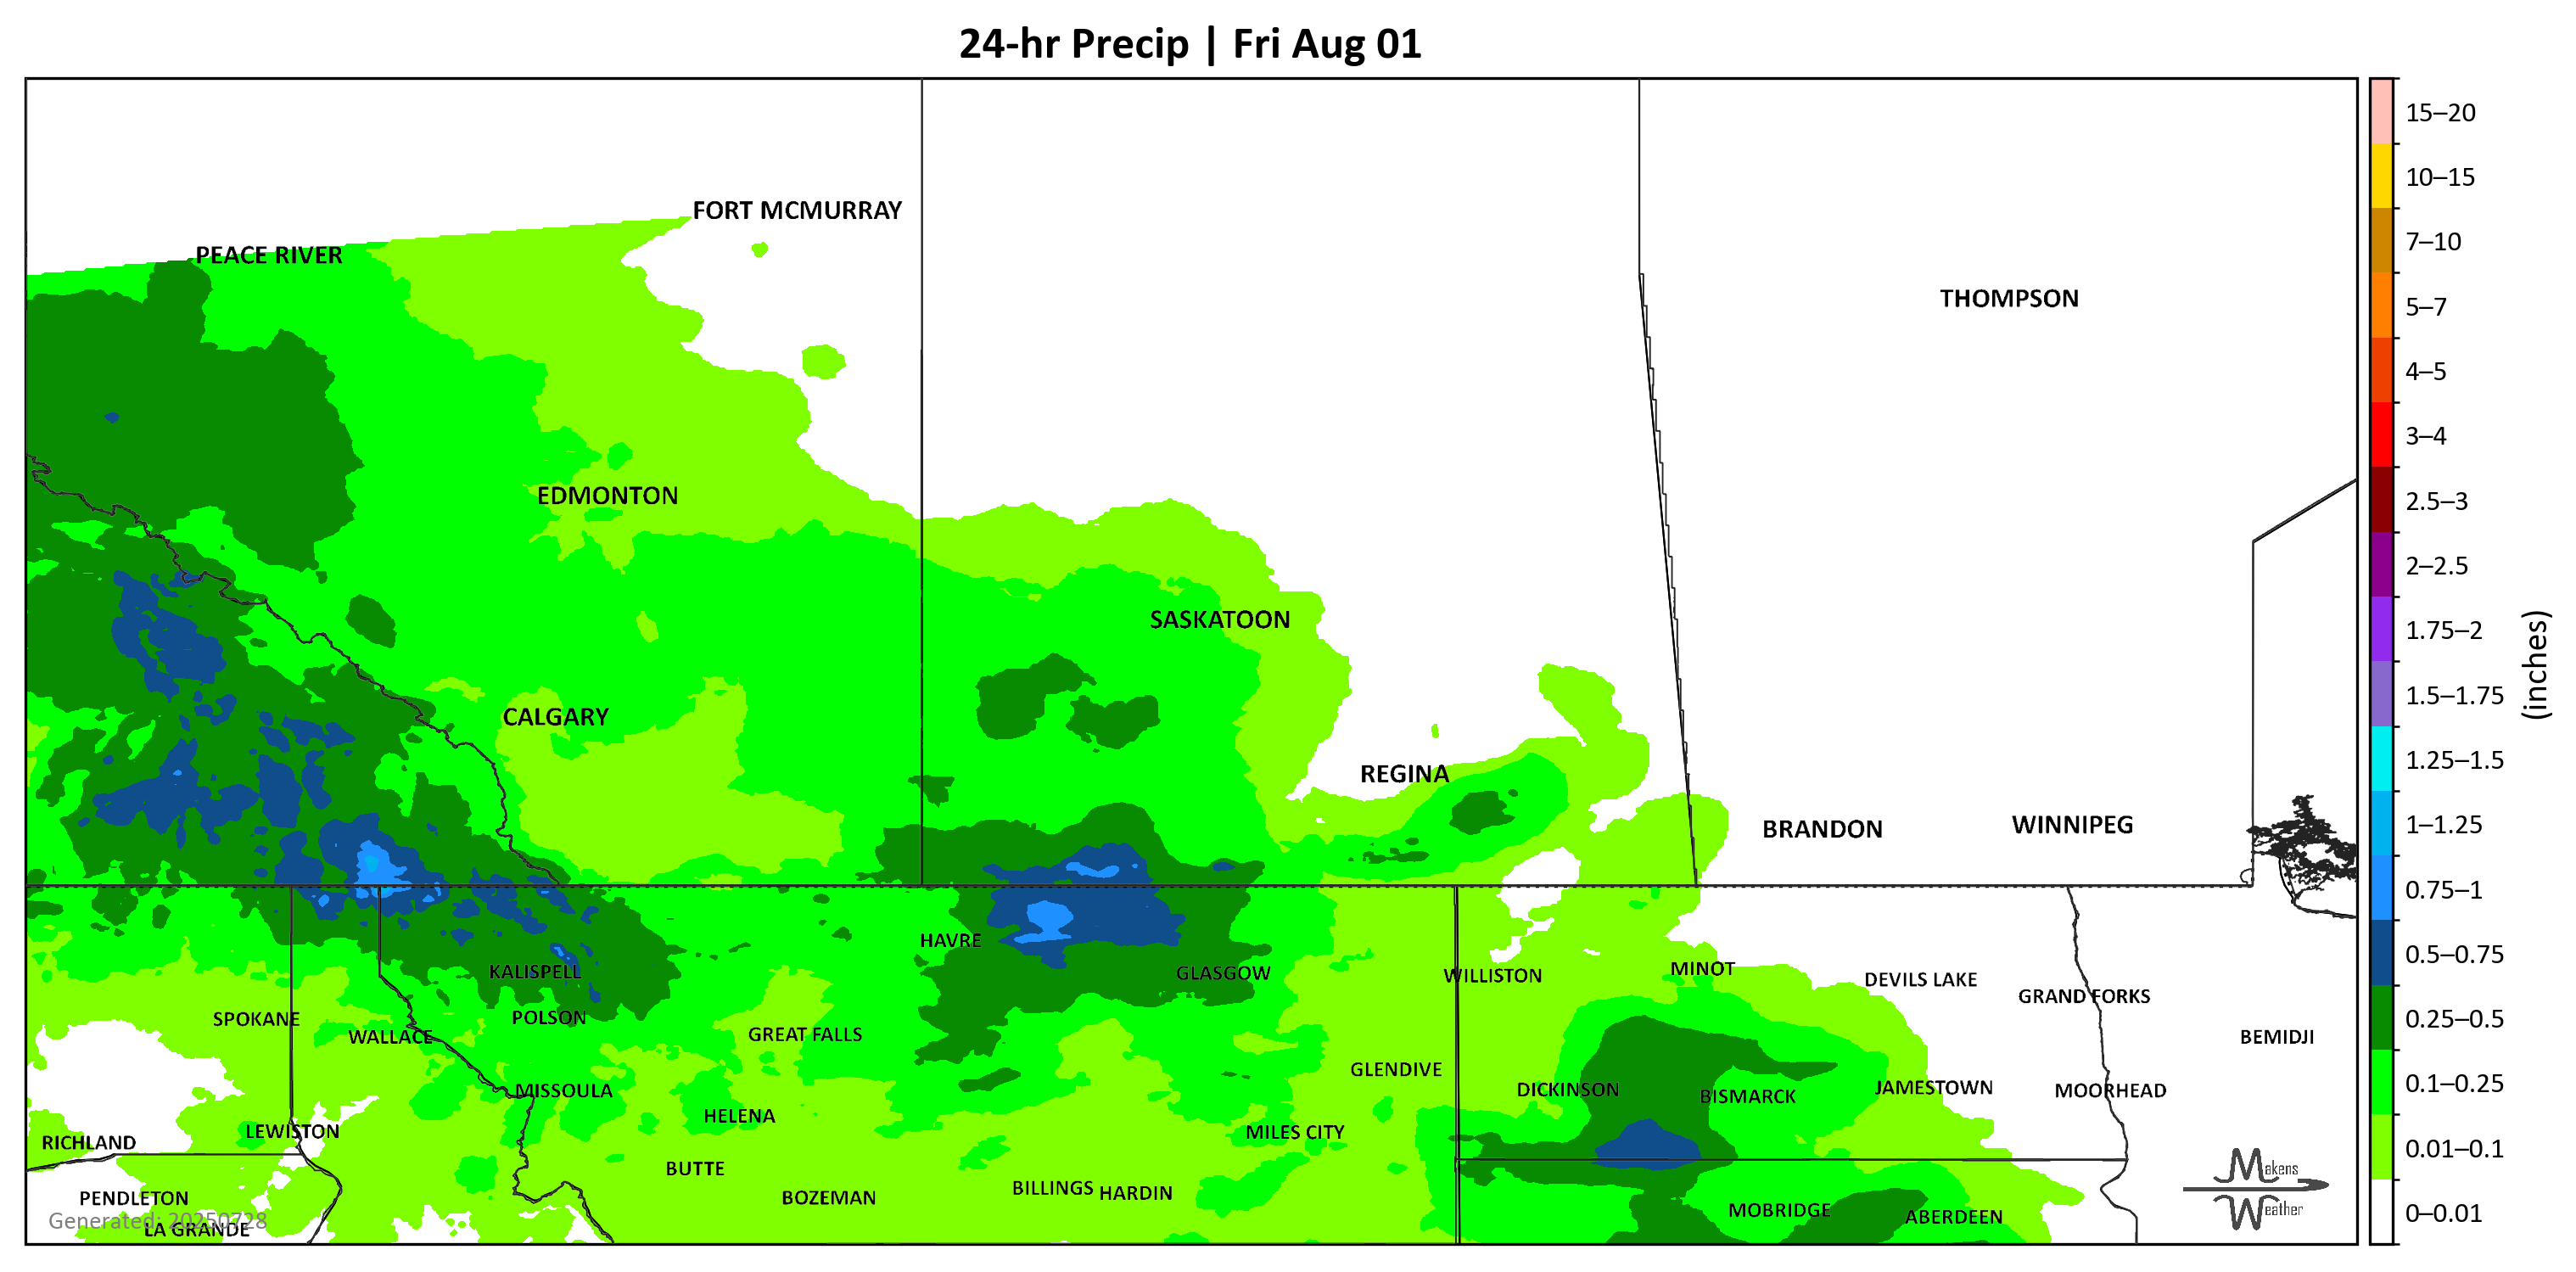 24-hr Precip | Fri Aug 01
FORT MCMURRAY
PEACE RIVER
THOMPSON
EDMONTON
SASKATOON
CALGARY
REGINA
BRANDON
WINNIPEG
HAVRE
KALISPELL
GLASGOW
WILLISTON
MINOT
DEVILS LAKE
GRAND FORKS
SPOKANE
POLSON
WALLACE
GREAT FALLS
BEMIDJI
GLENDIVE
MISSOULA
DICKINSON
BISMARCK
JAMESTOWN
MOORHEAD
HELENA
LEWISTON
MILES CITY
RICHLAND
BUTTE
BILLINGS
HARDIN
PENDLETON
BOZEMAN
MOBRIDGE
ABERDEEN
Generated: 20250728
LA GRANDE
Makens
Weather
15–20
10–15
7–10
5–7
4–5
3–4
2.5–3
2–2.5
1.75–2
1.5–1.75
1.25–1.5
1–1.25
0.75–1
0.5–0.75
0.25–0.5
0.1–0.25
0.01–0.1
0–0.01
(inches)